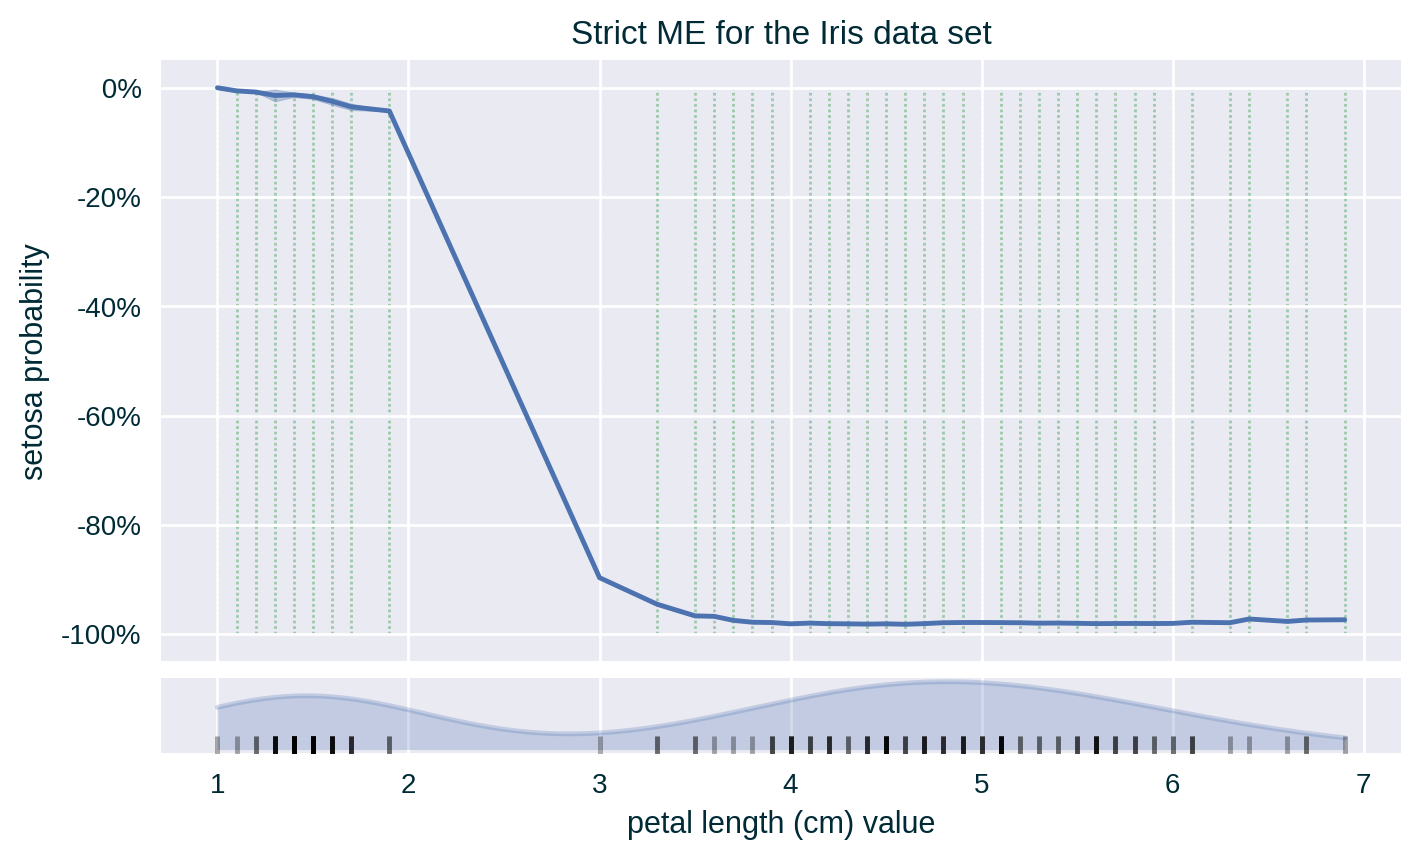 Strict ME for the Iris data set
0%
-20%
-40%
-60%
-80%
-100%
setosa probability
1 2 3 4 5 6 7
petal length (cm) value